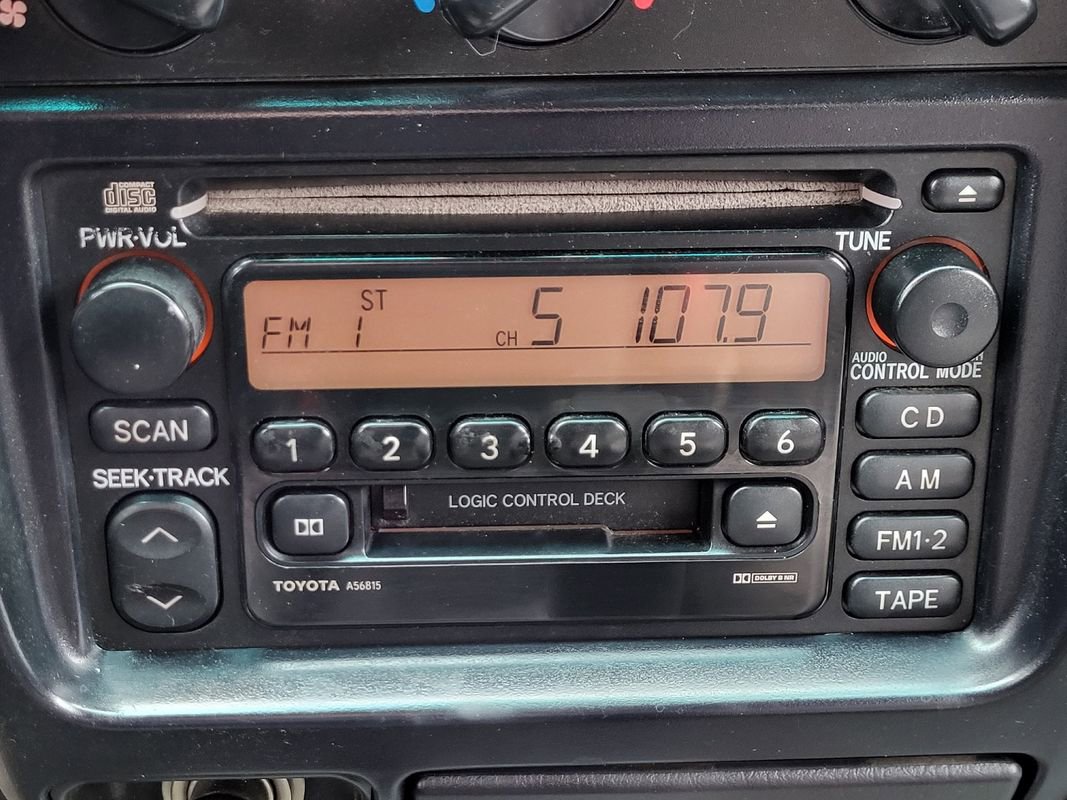 COMPACT
disc
DIGITAL AUDIO
PWR·VOL
TUNE
ST
FM 1
CH 5 107.9
AUDIO
CONTROL MODE
SCAN
1 2 3 4 5 6
CD
SEEK·TRACK
AM
LOGIC CONTROL DECK
FM1·2
TOYOTA A56815
DOLBY B NR
TAPE